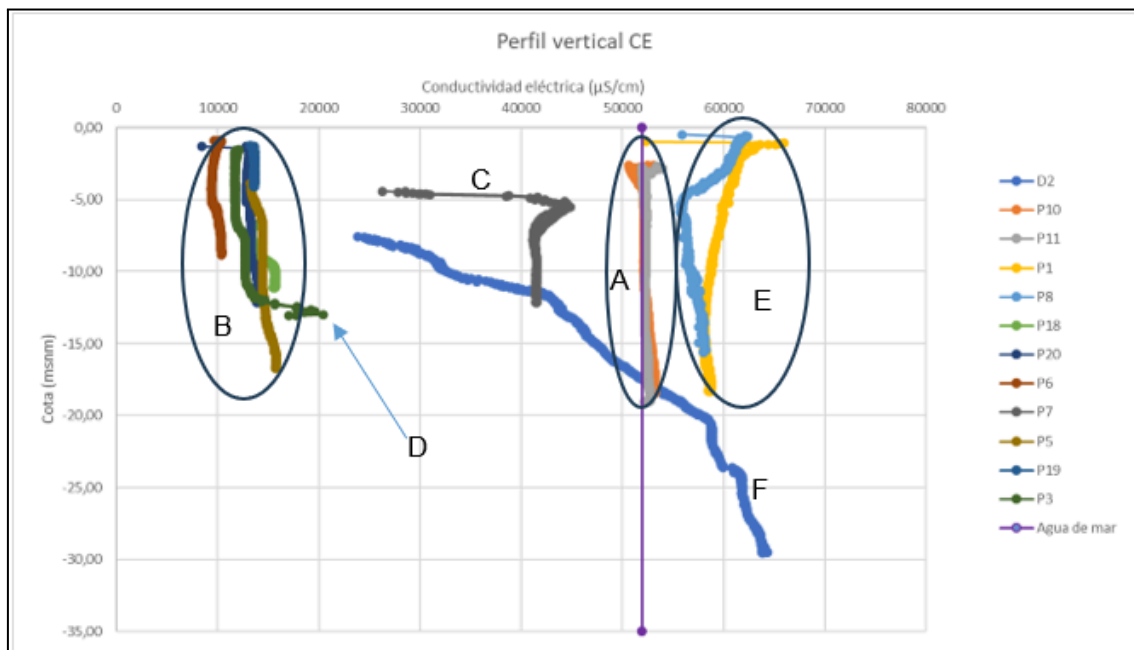 Perfil vertical CE
Conductividad eléctrica (µS/cm)
0 10000 20000 30000 40000 50000 60000 70000 80000
0,00
-5,00
-10,00
-15,00
-20,00
-25,00
-30,00
-35,00
Cota (msnm)
C
A
E
B
D
F
D2
P10
P11
P1
P8
P18
P20
P6
P7
P5
P19
P3
Agua de mar